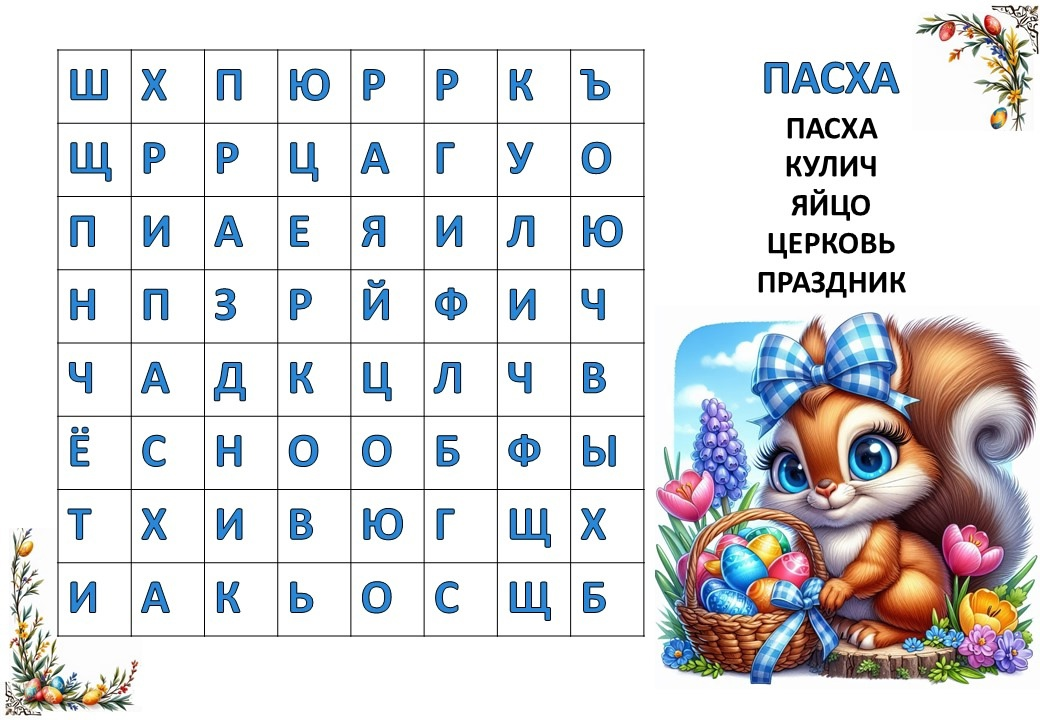 Ш Х П Ю Р Р К Ъ
Щ Р Р Ц А Г У О
П И А Е Я И Л Ю
Н П З Р Й Ф И Ч
Ч А Д К Ц Л Ч В
Ё С Н О О Б Ф Ы
Т Х И В Ю Г Щ Х
И А К Ь О С Щ Б
ПАСХА
ПАСХА
КУЛИЧ
ЯЙЦО
ЦЕРКОВЬ
ПРАЗДНИК